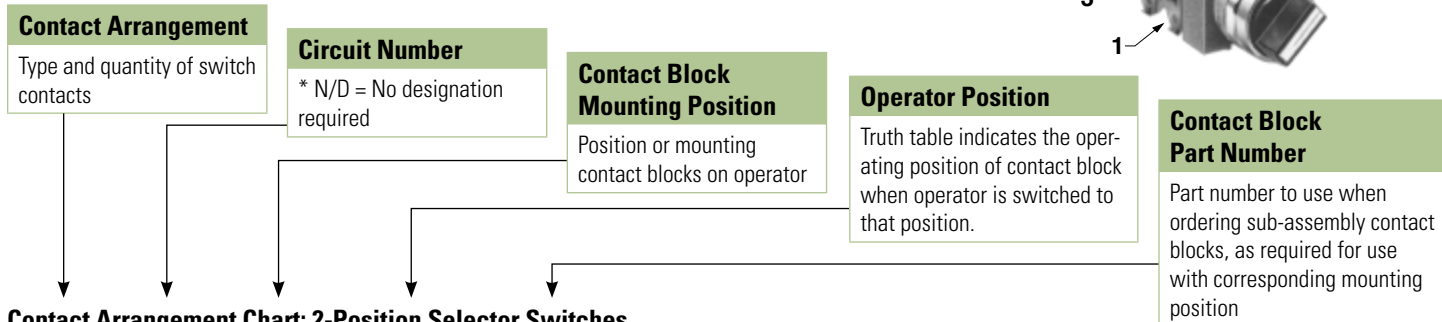 Contact Arrangement
Type and quantity of switch
contacts
Circuit Number
* N/D = No designation
required
Contact Block
Mounting Position
Position or mounting
contact blocks on operator
Operator Position
Truth table indicates the oper-
ating position of contact block
when operator is switched to
that position.
1
Contact Block
Part Number
Part number to use when
ordering sub-assembly contact
blocks, as required for use
with corresponding mounting
position
Contact Arrangement Chart: 2-Position Selector Switches